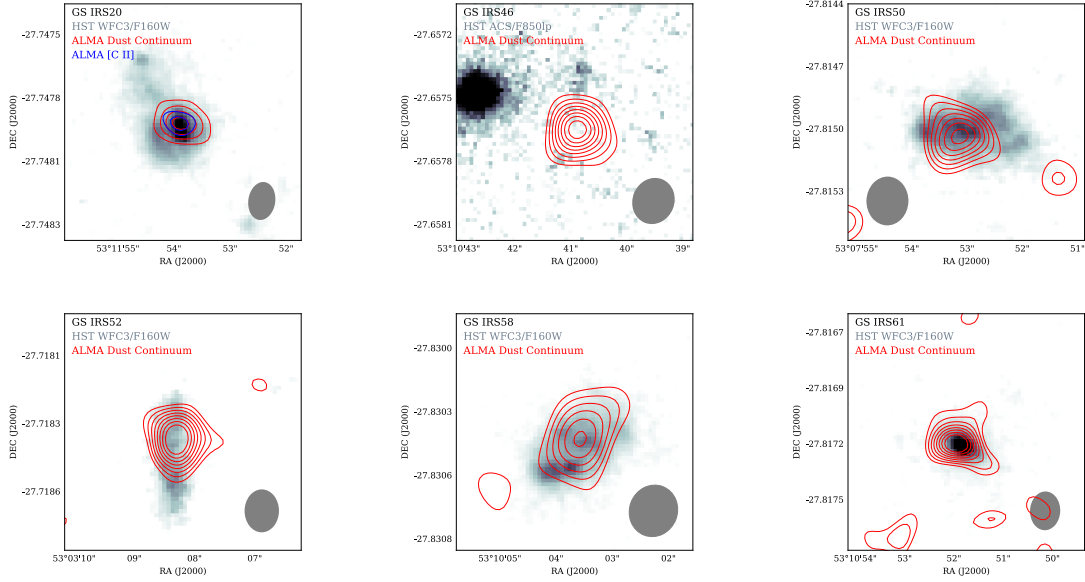 GS IRS20
HST WFC3/F160W
ALMA Dust Continuum
ALMA [C II]
-27.7475
-27.7478
-27.7481
-27.7483
DEC (J2000)
53°11'55" 54" 53" 52"
RA (J2000)
GS IRS46
HST ACS/F850lp
ALMA Dust Continuum
-27.6572
-27.6575
-27.6578
-27.6581
DEC (J2000)
53°10'43" 42" 41" 40" 39"
RA (J2000)
-27.8144
GS IRS50
HST WFC3/F160W
ALMA Dust Continuum
-27.8147
-27.8150
-27.8153
DEC (J2000)
53°07'55" 54" 53" 52" 51"
RA (J2000)
GS IRS52
HST WFC3/F160W
ALMA Dust Continuum
-27.7181
-27.7183
-27.7186
DEC (J2000)
53°03'10" 09" 08" 07"
RA (J2000)
GS IRS58
HST WFC3/F160W
ALMA Dust Continuum
-27.8300
-27.8303
-27.8306
-27.8308
DEC (J2000)
53°10'05" 04" 03" 02"
RA (J2000)
GS IRS61
-27.8167
HST WFC3/F160W
ALMA Dust Continuum
-27.8169
-27.8172
-27.8175
DEC (J2000)
53°10'54" 53" 52" 51" 50"
RA (J2000)